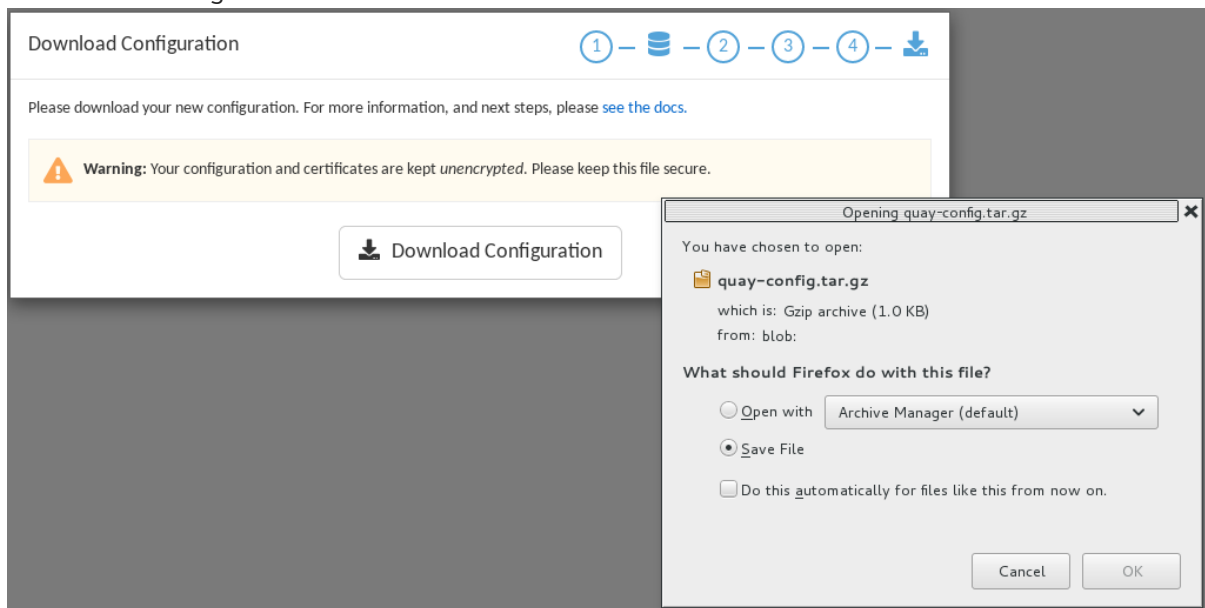 Download Configuration
1 2 3 4
Please download your new configuration. For more information, and next steps, please see the docs.
Warning: Your configuration and certificates are kept unencrypted. Please keep this file secure.
Download Configuration
Opening quay-config.tar.gz
You have chosen to open:
quay-config.tar.gz
which is: Gzip archive (1.0 KB)
from: blob:
What should Firefox do with this file?
Open with Archive Manager (default)
Save File
Do this automatically for files like this from now on.
Cancel OK